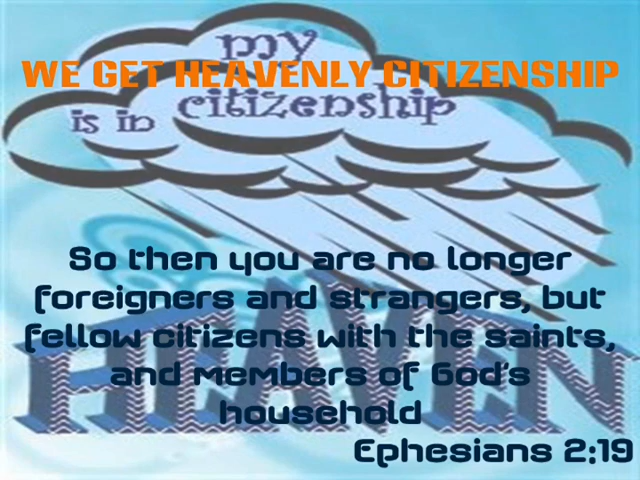 my
WE GET HEAVENLY CITIZENSHIP
is in citizenship
So then you are no longer
foreigners and strangers, but
fellow citizens with the saints,
and members of God's
household
Ephesians 2:19
HEAVEN